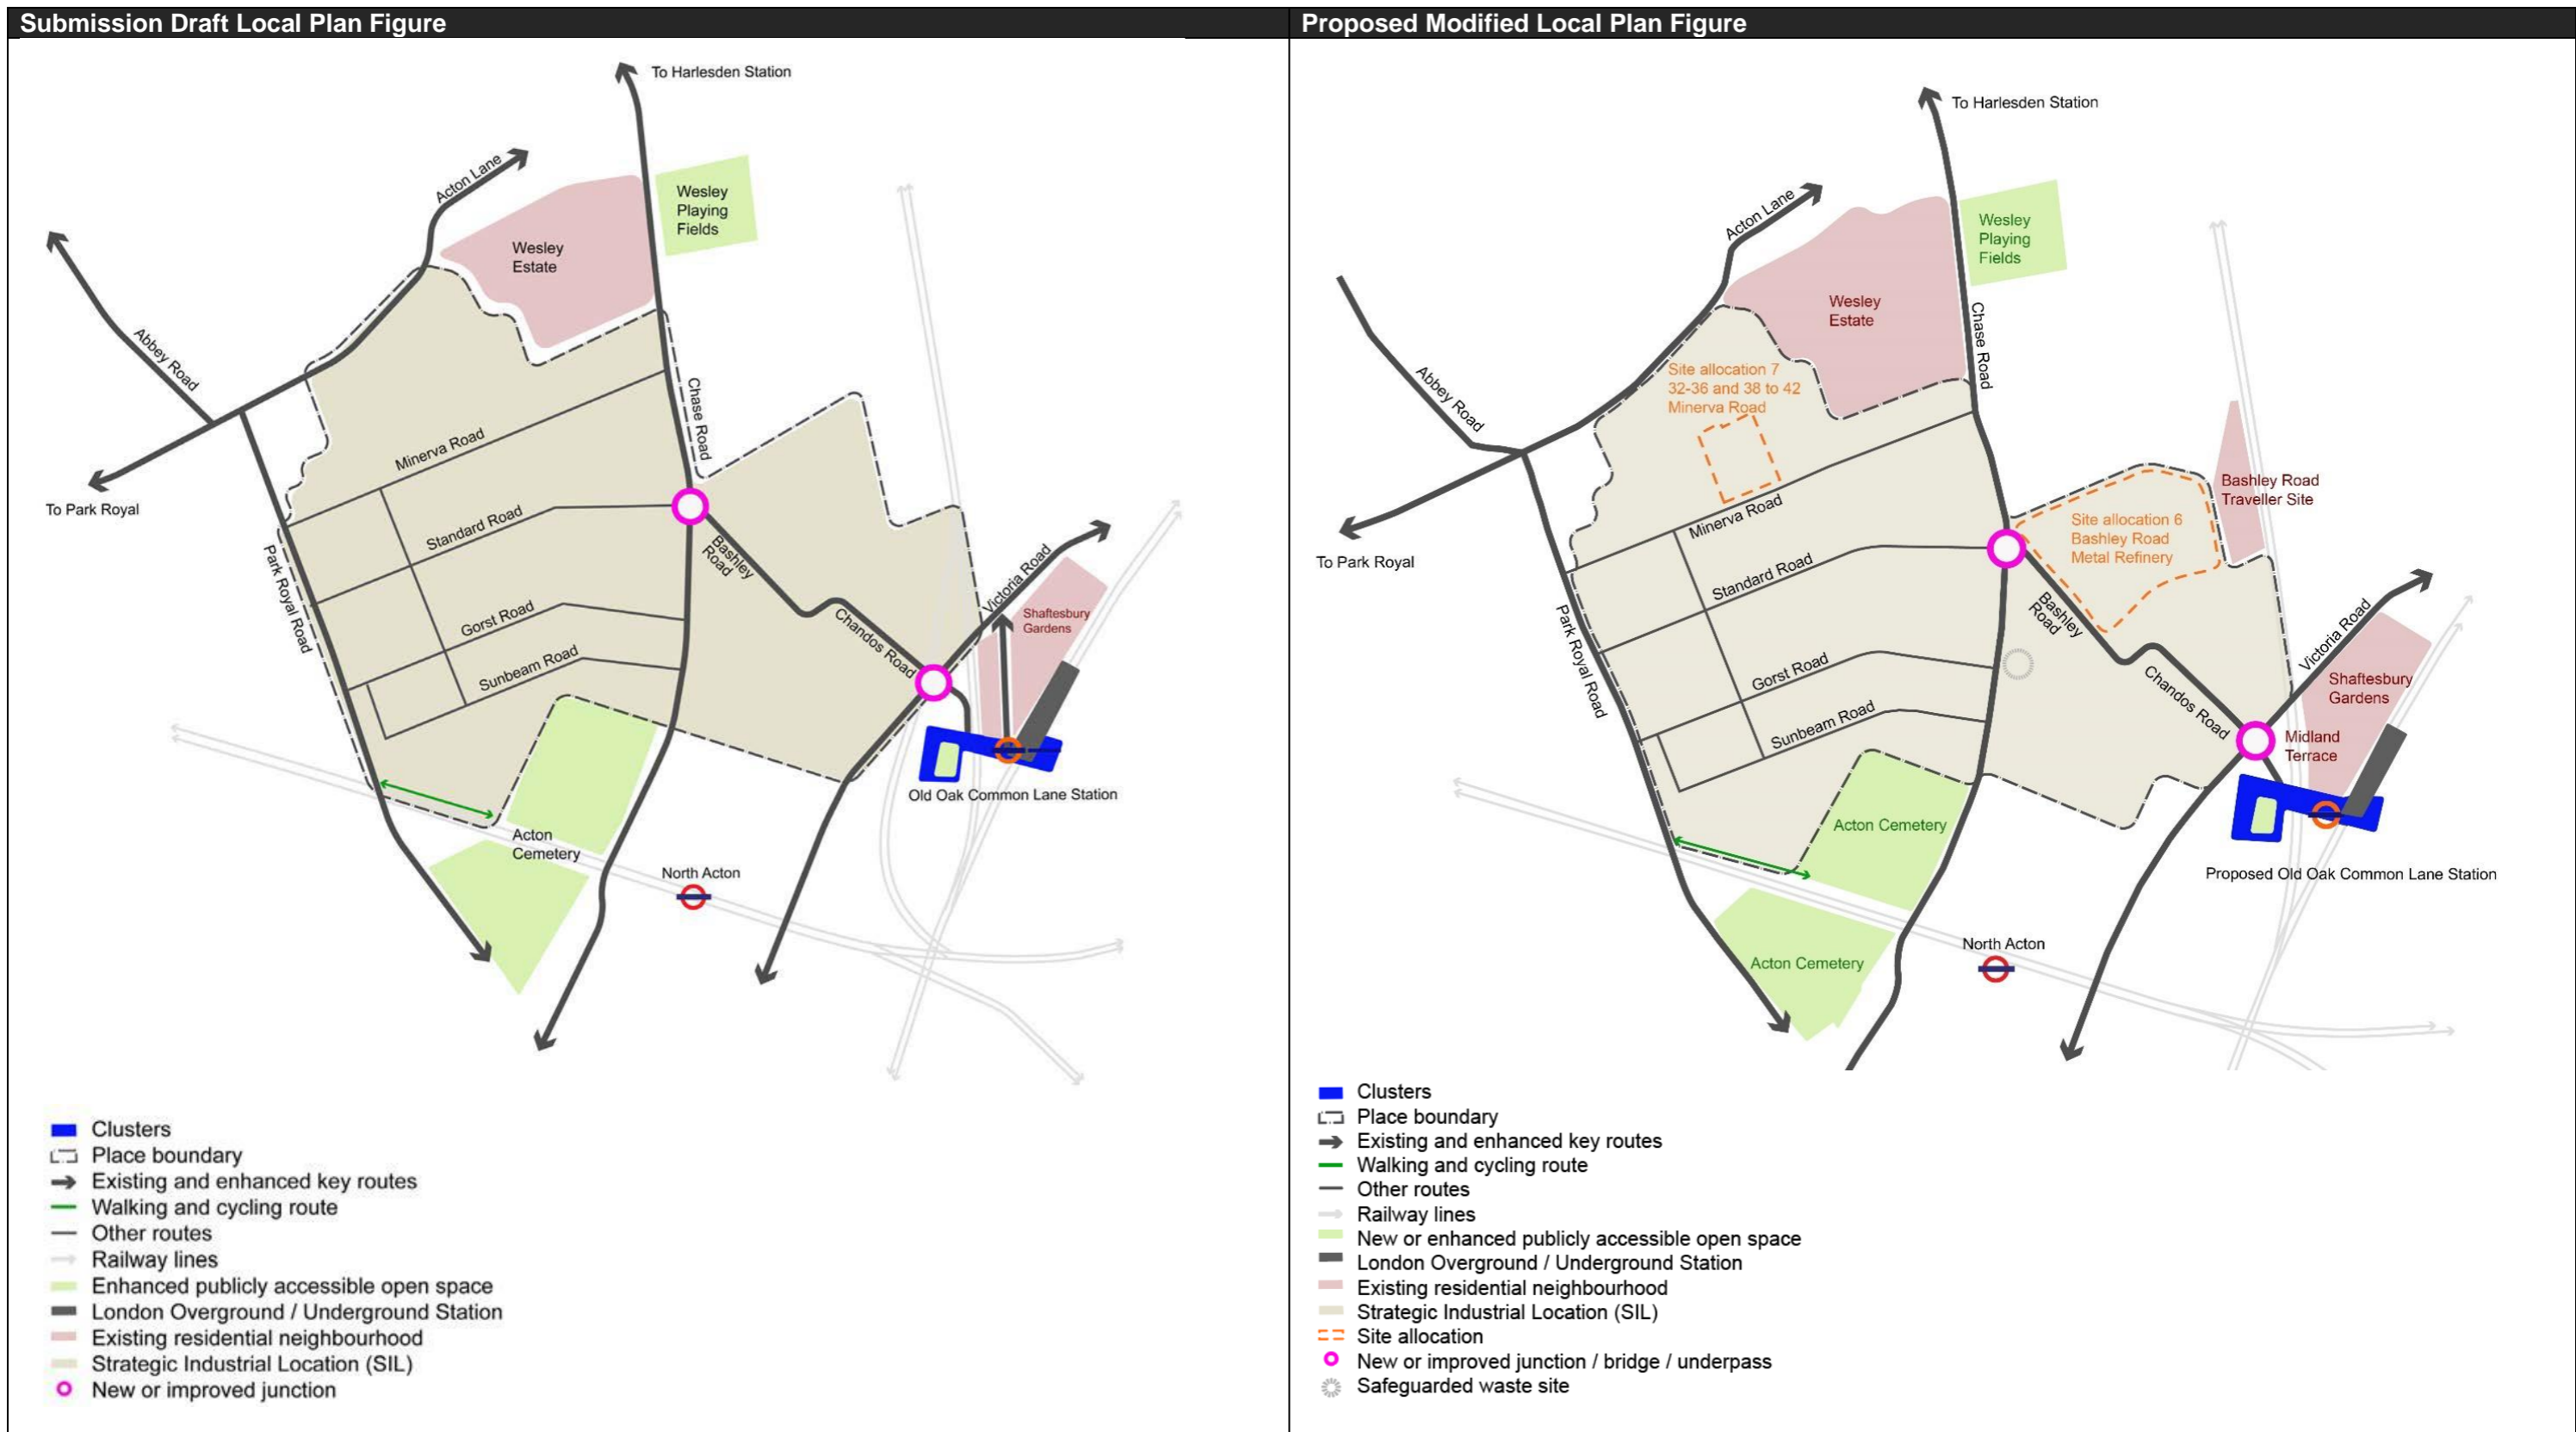 Submission Draft Local Plan Figure
To Harlesden Station
Acton Lane
Wesley
Playing
Fields
Wesley
Estate
Abbey Road
Chase Road
Minerva Road
To Park Royal
Standard Road
Bashley
Road
Park Royal Road
Victoria Road
Gorst Road
Chandos Road
Shaftesbury
Gardens
Sunbeam Road
Old Oak Common Lane Station
Acton
Cemetery
North Acton
Clusters
Place boundary
Existing and enhanced key routes
Walking and cycling route
Other routes
Railway lines
Enhanced publicly accessible open space
London Overground / Underground Station
Existing residential neighbourhood
Strategic Industrial Location (SIL)
New or improved junction
Proposed Modified Local Plan Figure
To Harlesden Station
Acton Lane
Wesley
Playing
Fields
Wesley
Estate
Chase Road
Abbey Road
Site allocation 7
32-36 and 38 to 42
Minerva Road
Bashley Road
Traveller Site
Minerva Road
Site allocation 6
Bashley Road
Metal Refinery
To Park Royal
Standard Road
Bashley
Road
Park Royal Road
Victoria Road
Gorst Road
Chandos Road
Shaftesbury
Gardens
Sunbeam Road
Midland
Terrace
Acton Cemetery
Proposed Old Oak Common Lane Station
North Acton
Acton Cemetery
Clusters
Place boundary
Existing and enhanced key routes
Walking and cycling route
Other routes
Railway lines
New or enhanced publicly accessible open space
London Overground / Underground Station
Existing residential neighbourhood
Strategic Industrial Location (SIL)
Site allocation
New or improved junction / bridge / underpass
Safeguarded waste site